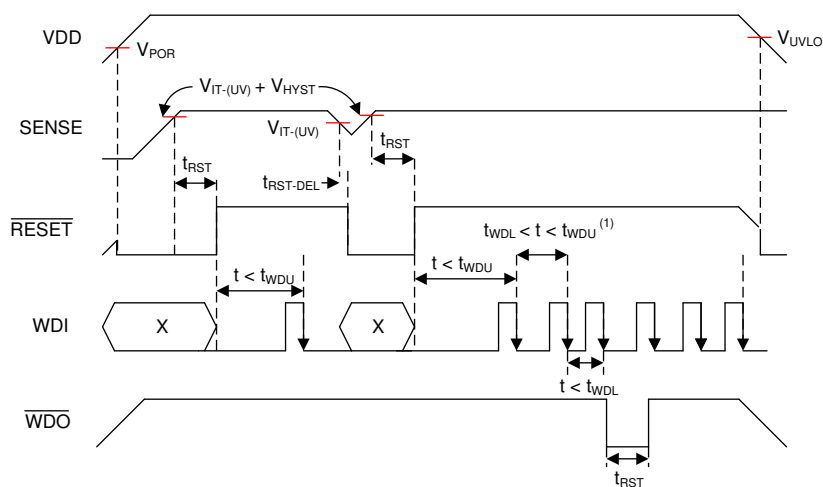 VDD
V_POR
V_UVLO
V_IT-(UV) + V_HYST
SENSE
V_IT-(UV)
t_RST
t_RST
t_RST-DEL
RESET
t_WDL < t < t_WDU (1)
t < t_WDU
t < t_WDU
WDI
X
X
t < t_WDL
WDO
t_RST